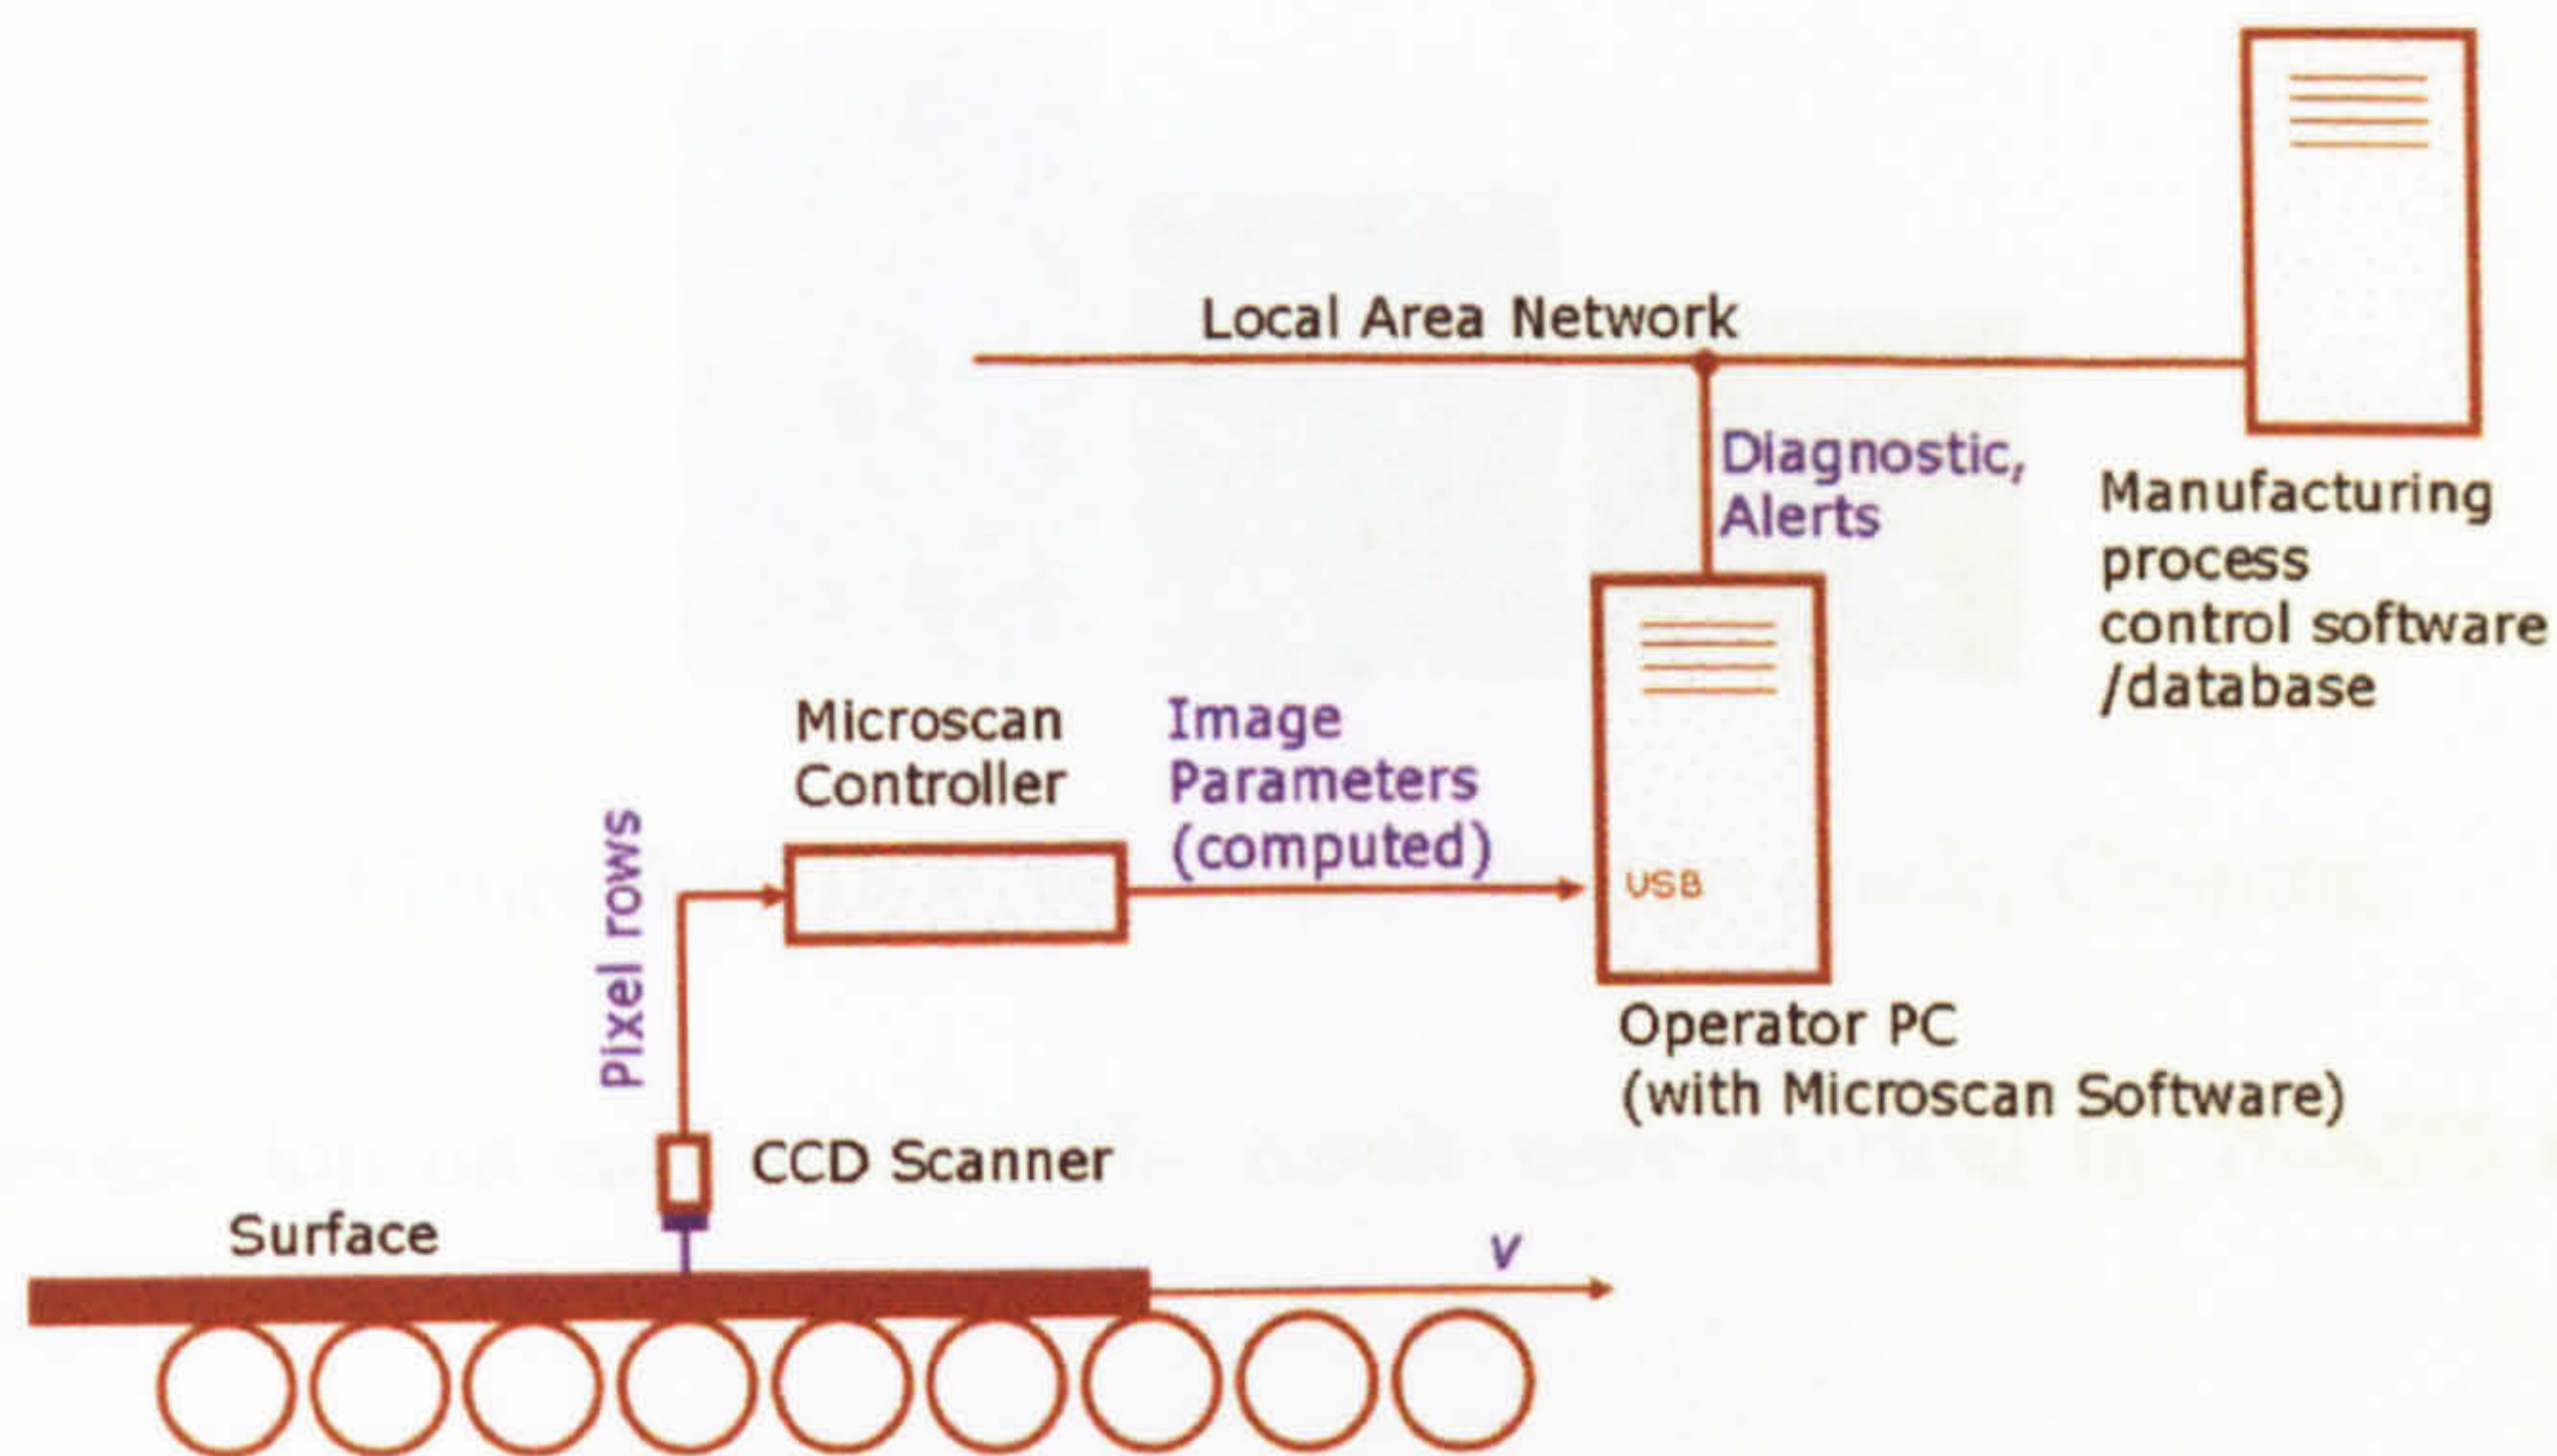 Local Area Network
Diagnostic,
Alerts
Manufacturing
process
control software
/database
Microscan
Controller
Image
Parameters
(computed)
USB
Pixel rows
Operator PC
(with Microscan Software)
CCD Scanner
Surface
v